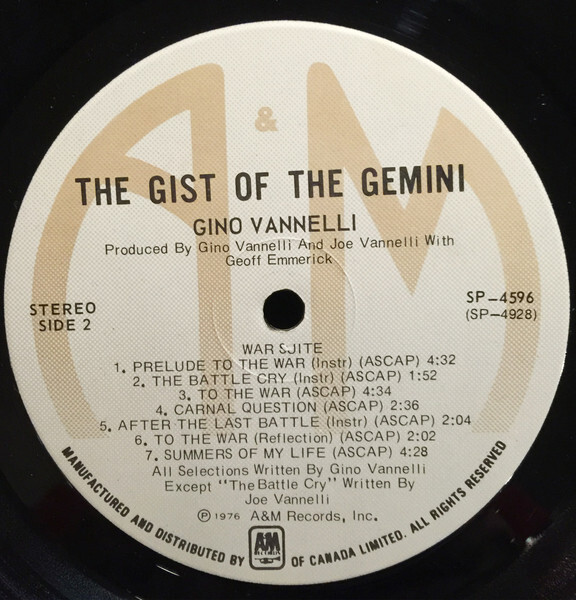 A & M
THE GIST OF THE GEMINI
GINO VANNELLI
Produced By Gino Vannelli And Joe Vannelli With
Geoff Emmerick
STEREO
SIDE 2
SP-4596
(SP-4928)
WAR SUITE
1. PRELUDE TO THE WAR (Instr) (ASCAP) 4:32
2. THE BATTLE CRY (Instr) (ASCAP) 1:52
3. TO THE WAR (ASCAP) 4:34
4. CARNAL QUESTION (ASCAP) 2:36
5. AFTER THE LAST BATTLE (Instr) (ASCAP) 2:04
6. TO THE WAR (Reflection) (ASCAP) 2:02
7. SUMMERS OF MY LIFE (ASCAP) 4:28
All Selections Written By Gino Vannelli
Except "The Battle Cry" Written By
Joe Vannelli
℗ 1976 A&M Records, Inc.
MANUFACTURED AND DISTRIBUTED BY A&M RECORDS OF CANADA LIMITED. ALL RIGHTS RESERVED